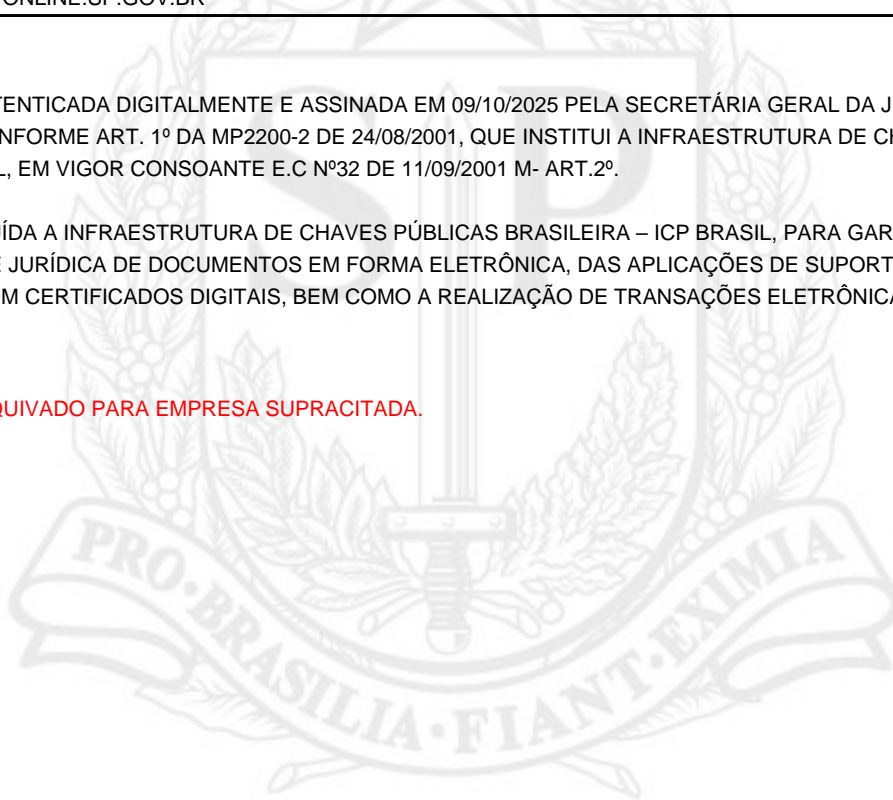 ONLINE.SP.GOV.BR
TENTICADA DIGITALMENTE E ASSINADA EM 09/10/2025 PELA SECRETÁRIA GERAL DA J
NFORME ART. 1º DA MP2200-2 DE 24/08/2001, QUE INSTITUI A INFRAESTRUTURA DE C
L, EM VIGOR CONSOANTE E.C Nº32 DE 11/09/2001 M- ART.2º.
ÍDA A INFRAESTRUTURA DE CHAVES PÚBLICAS BRASILEIRA – ICP BRASIL, PARA GAR
E JURÍDICA DE DOCUMENTOS EM FORMA ELETRÔNICA, DAS APLICAÇÕES DE SUPORT
M CERTIFICADOS DIGITAIS, BEM COMO A REALIZAÇÃO DE TRANSAÇÕES ELETRÔNICA
QUIVADO PARA EMPRESA SUPRACITADA.
SP
PRO·BRASILIA·FIANT·EXIMIA